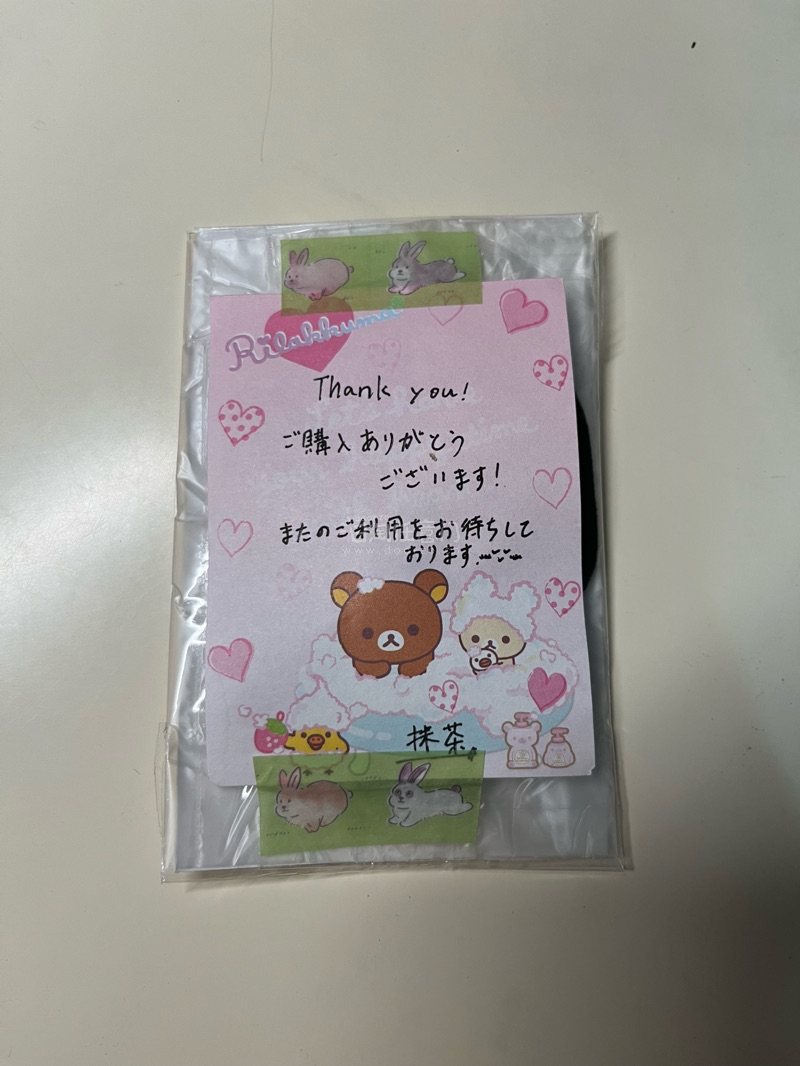 Rilakkuma
Thank you!
ご購入ありがとう
ございます!
またのご利用をお待ちして
おります
抹茶